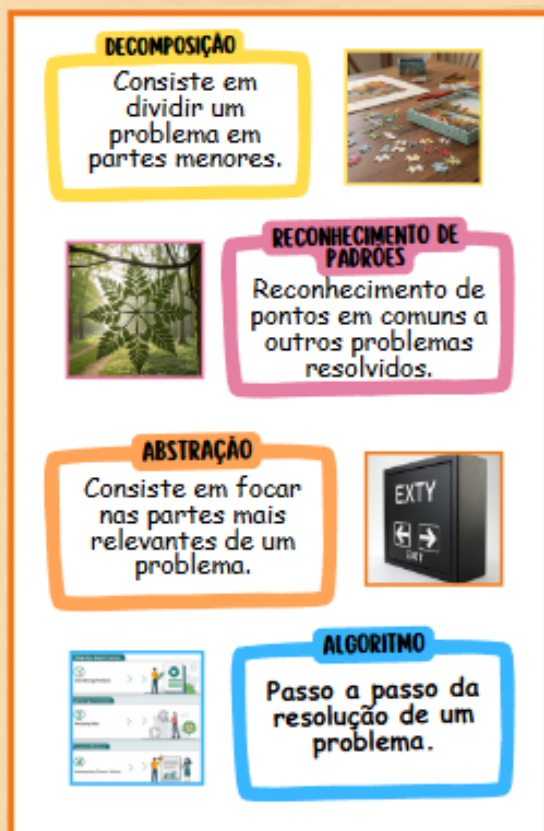 DECOMPOSIÇÃO
Consiste em
dividir um
problema em
partes menores.
RECONHECIMENTO DE
PADRÕES
Reconhecimento de
pontos em comuns a
outros problemas
resolvidos.
ABSTRAÇÃO
Consiste em focar
nas partes mais
relevantes de um
problema.
EXTY
EXIT
ALGORITMO
Passo a passo da
resolução de um
problema.